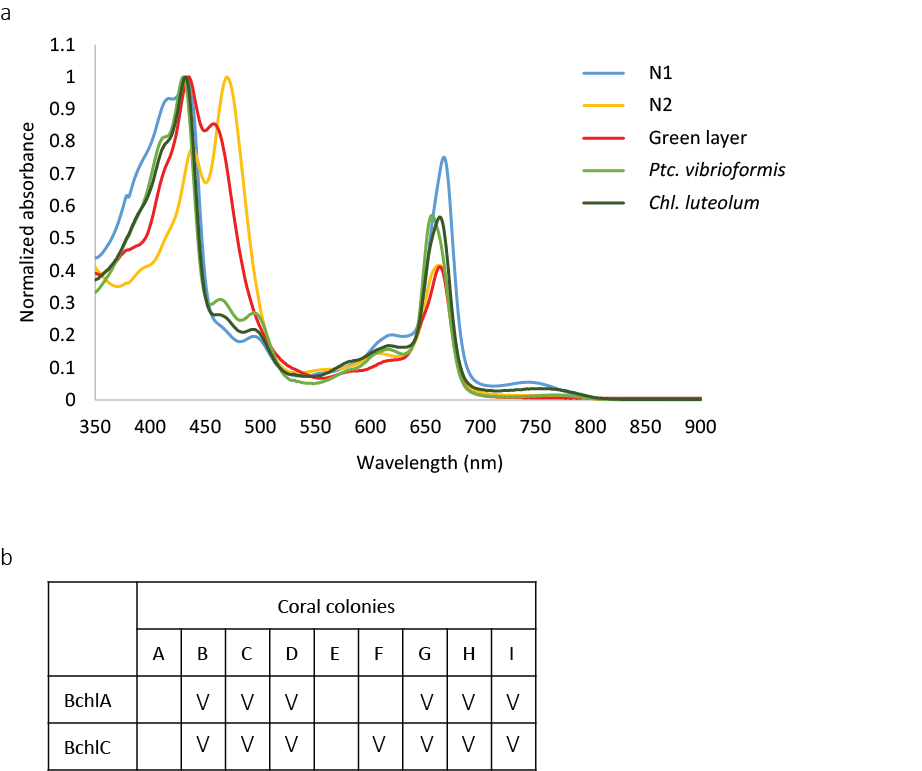 a
Normalized absorbance
1.1
1
0.9
0.8
0.7
0.6
0.5
0.4
0.3
0.2
0.1
0
350 400 450 500 550 600 650 700 750 800 850 900
Wavelength (nm)
N1
N2
Green layer
Ptc. vibrioformis
Chl. luteolum
b
Coral colonies
A B C D E F G H I
BchlA V V V V V V
BchlC V V V V V V V